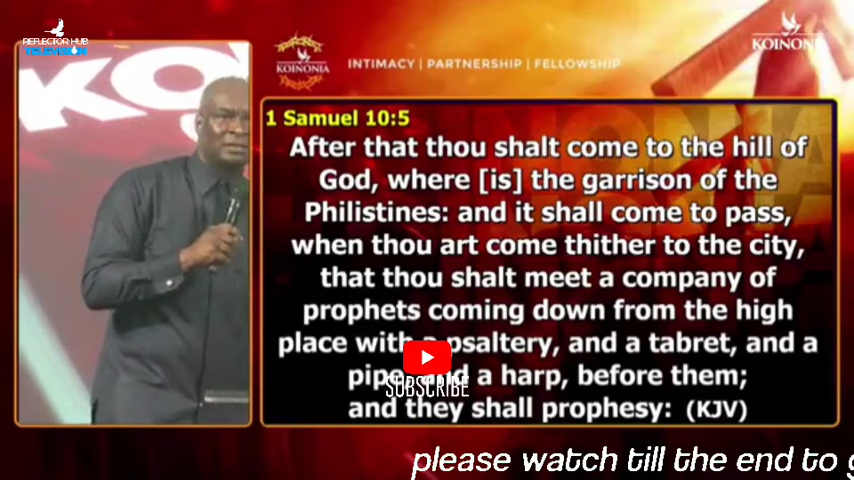 REFLECTOR HUB
TELEVISION
KOINONIA
INTIMACY | PARTNERSHIP | FELLOWSHIP
KOINONIA
KO
1 Samuel 10:5
After that thou shalt come to the hill of
God, where [is] the garrison of the
Philistines: and it shall come to pass,
when thou art come thither to the city,
that thou shalt meet a company of
prophets coming down from the high
place with a psaltery, and a tabret, and a
pipe and a harp, before them;
and they shall prophesy: (KJV)
SUBSCRIBE
please watch till the end to g